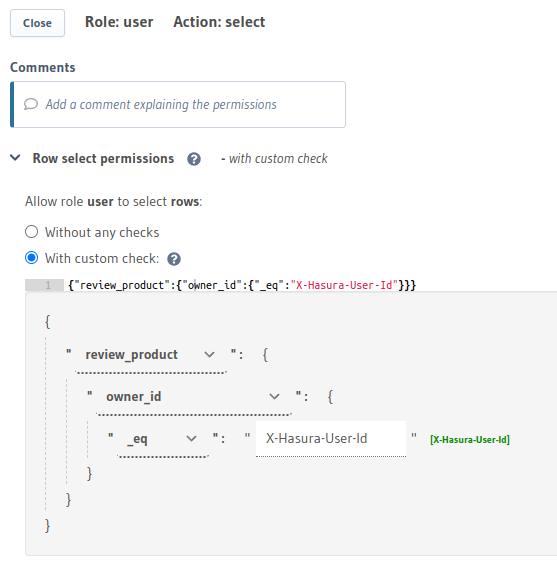 Close Role: user Action: select
Comments
Add a comment explaining the permissions
Row select permissions ? - with custom check
Allow role user to select rows:
Without any checks
With custom check: ?
1 {"review_product":{"owner_id":{"_eq":"X-Hasura-User-Id"}}}
{
" review_product ": {
" owner_id ": {
" _eq ": " X-Hasura-User-Id " [X-Hasura-User-Id]
}
}
}